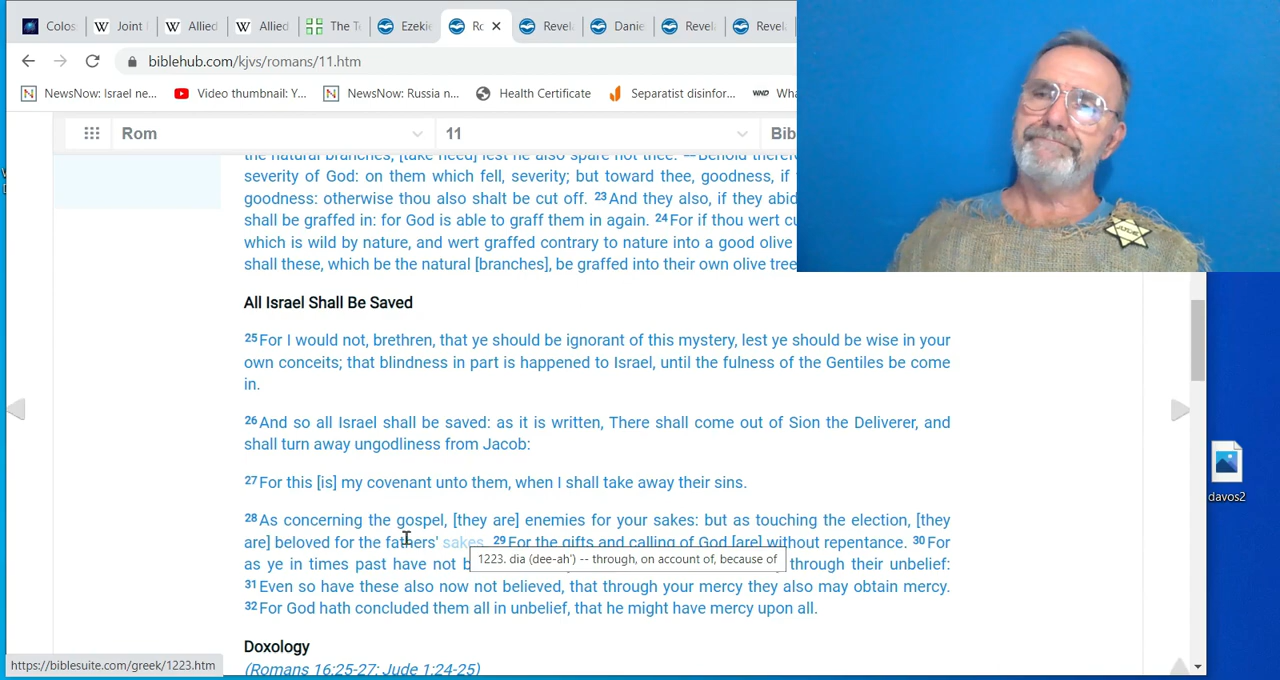 Colos
Joint
Allied
Allied
The Te
Ezekie
Ro
Revela
Danie
Revela
Revela
biblehub.com/kjvs/romans/11.htm
NewsNow: Israel ne...
Video thumbnail: Y...
NewsNow: Russia n...
Health Certificate
Separatist disinfor...
WND
Wha
Rom
11
Bib
the natural branches, [take heed] lest he also spare not thee. Behold there
severity of God: on them which fell, severity; but toward thee, goodness, if
goodness: otherwise thou also shalt be cut off. 23 And they also, if they abid
shall be graffed in: for God is able to graff them in again. 24 For if thou wert cu
which is wild by nature, and wert graffed contrary to nature into a good olive
shall these, which be the natural [branches], be graffed into their own olive tree
All Israel Shall Be Saved
25 For I would not, brethren, that ye should be ignorant of this mystery, lest ye should be wise in your
own conceits; that blindness in part is happened to Israel, until the fulness of the Gentiles be come
in.
26 And so all Israel shall be saved: as it is written, There shall come out of Sion the Deliverer, and
shall turn away ungodliness from Jacob:
27 For this [is] my covenant unto them, when I shall take away their sins.
28 As concerning the gospel, [they are] enemies for your sakes: but as touching the election, [they
are] beloved for the fathers' sakes. 29 For the gifts and calling of God [are] without repentance. 30 For
1223. dia (dee-ah') -- through, on account of, because of
as ye in times past have not b through their unbelief:
31 Even so have these also now not believed, that through your mercy they also may obtain mercy.
32 For God hath concluded them all in unbelief, that he might have mercy upon all.
Doxology
(Romans 16:25-27; Jude 1:24-25)
https://biblesuite.com/greek/1223.htm
davos2